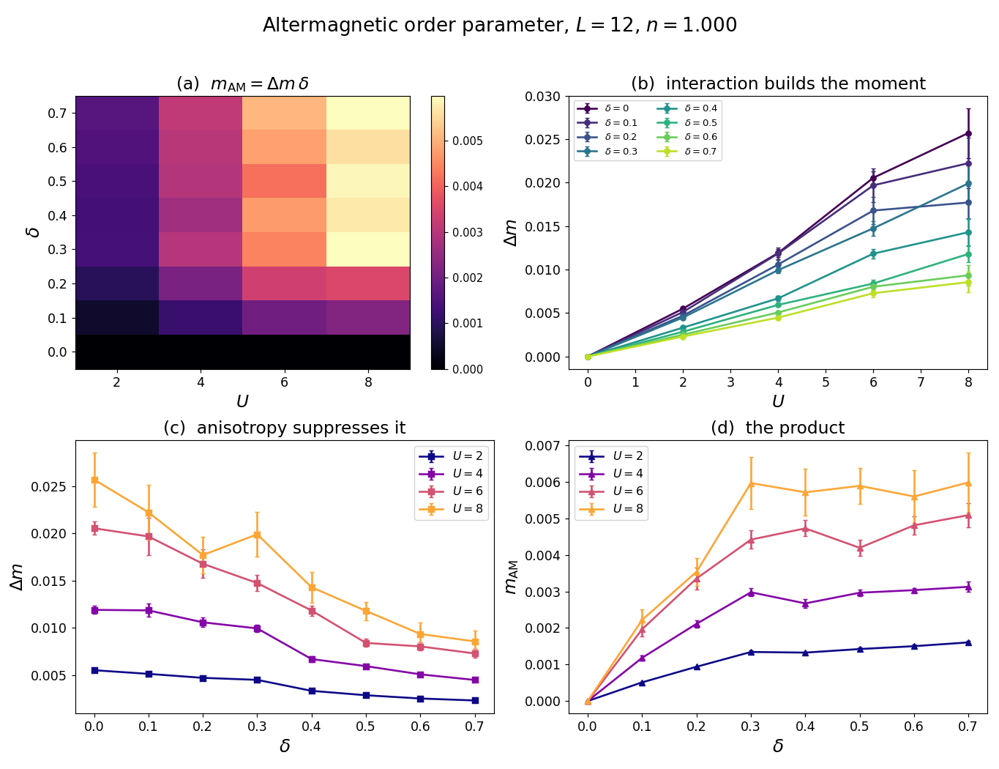 Altermagnetic order parameter, L = 12, n = 1.000
(a) m_AM = Δm δ
0.7
0.6
0.5
0.4
0.3
0.2
0.1
0.0
δ
2 4 6 8
U
0.005
0.004
0.003
0.002
0.001
0.000
(b) interaction builds the moment
0.030
0.025
0.020
0.015
0.010
0.005
0.000
Δm
δ = 0
δ = 0.1
δ = 0.2
δ = 0.3
δ = 0.4
δ = 0.5
δ = 0.6
δ = 0.7
0 1 2 3 4 5 6 7 8
U
(c) anisotropy suppresses it
0.025
0.020
0.015
0.010
0.005
Δm
U = 2
U = 4
U = 6
U = 8
0.0 0.1 0.2 0.3 0.4 0.5 0.6 0.7
δ
(d) the product
0.007
0.006
0.005
0.004
0.003
0.002
0.001
0.000
m_AM
U = 2
U = 4
U = 6
U = 8
0.0 0.1 0.2 0.3 0.4 0.5 0.6 0.7
δ